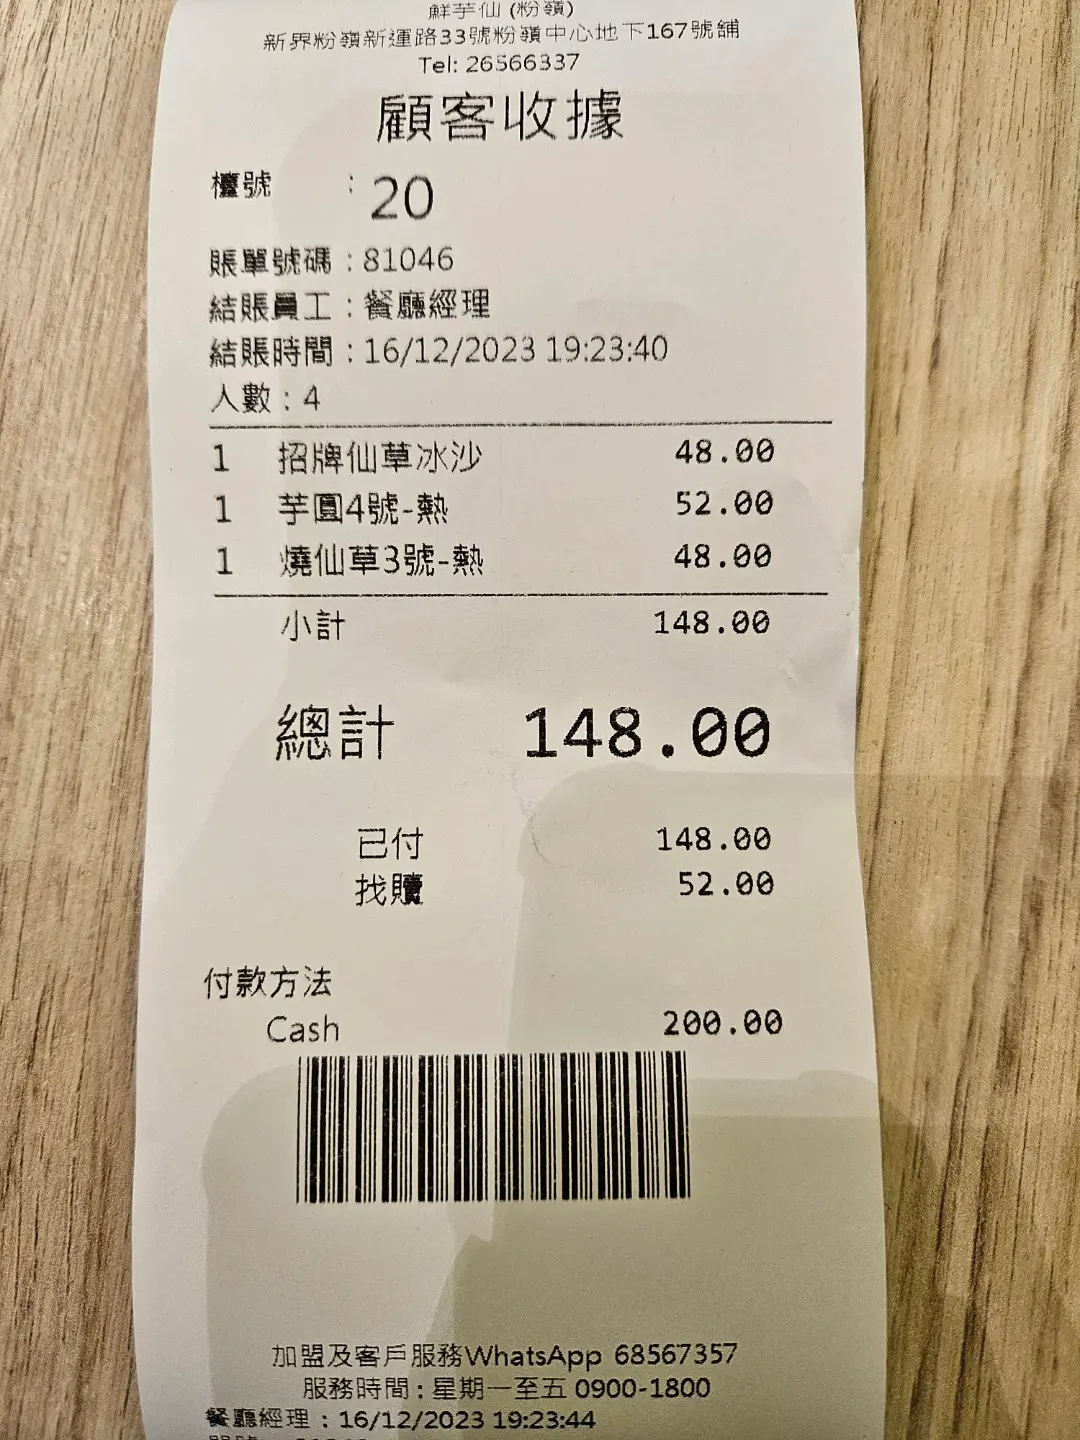 鮮芋仙 (粉嶺)
新界粉嶺新運路33號粉嶺中心地下167號舖
Tel: 26566337
顧客收據
檯號 : 20
賬單號碼 : 81046
結賬員工 : 餐廳經理
結賬時間 : 16/12/2023 19:23:40
人數 : 4
1 招牌仙草冰沙 48.00
1 芋圓4號-熱 52.00
1 燒仙草3號-熱 48.00
小計 148.00
總計 148.00
已付 148.00
找贖 52.00
付款方法
Cash 200.00
加盟及客戶服務WhatsApp 68567357
服務時間 : 星期一至五 0900-1800
餐廳經理 : 16/12/2023 19:23:44